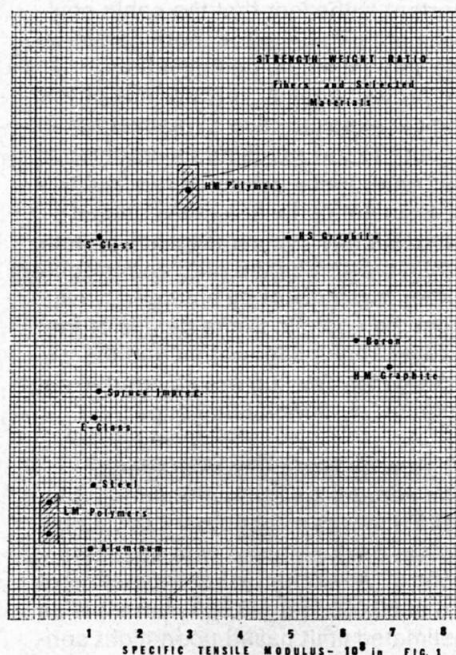 STRENGTH WEIGHT RATIO
Fibers and Selected
Materials
HM Polymers
S-Glass
HS Graphite
Boron
HM Graphite
Spruce Impreg.
E-Glass
Steel
LM Polymers
Aluminum
1 2 3 4 5 6 7 8
SPECIFIC TENSILE MODULUS- 10⁸ in FIG. 1